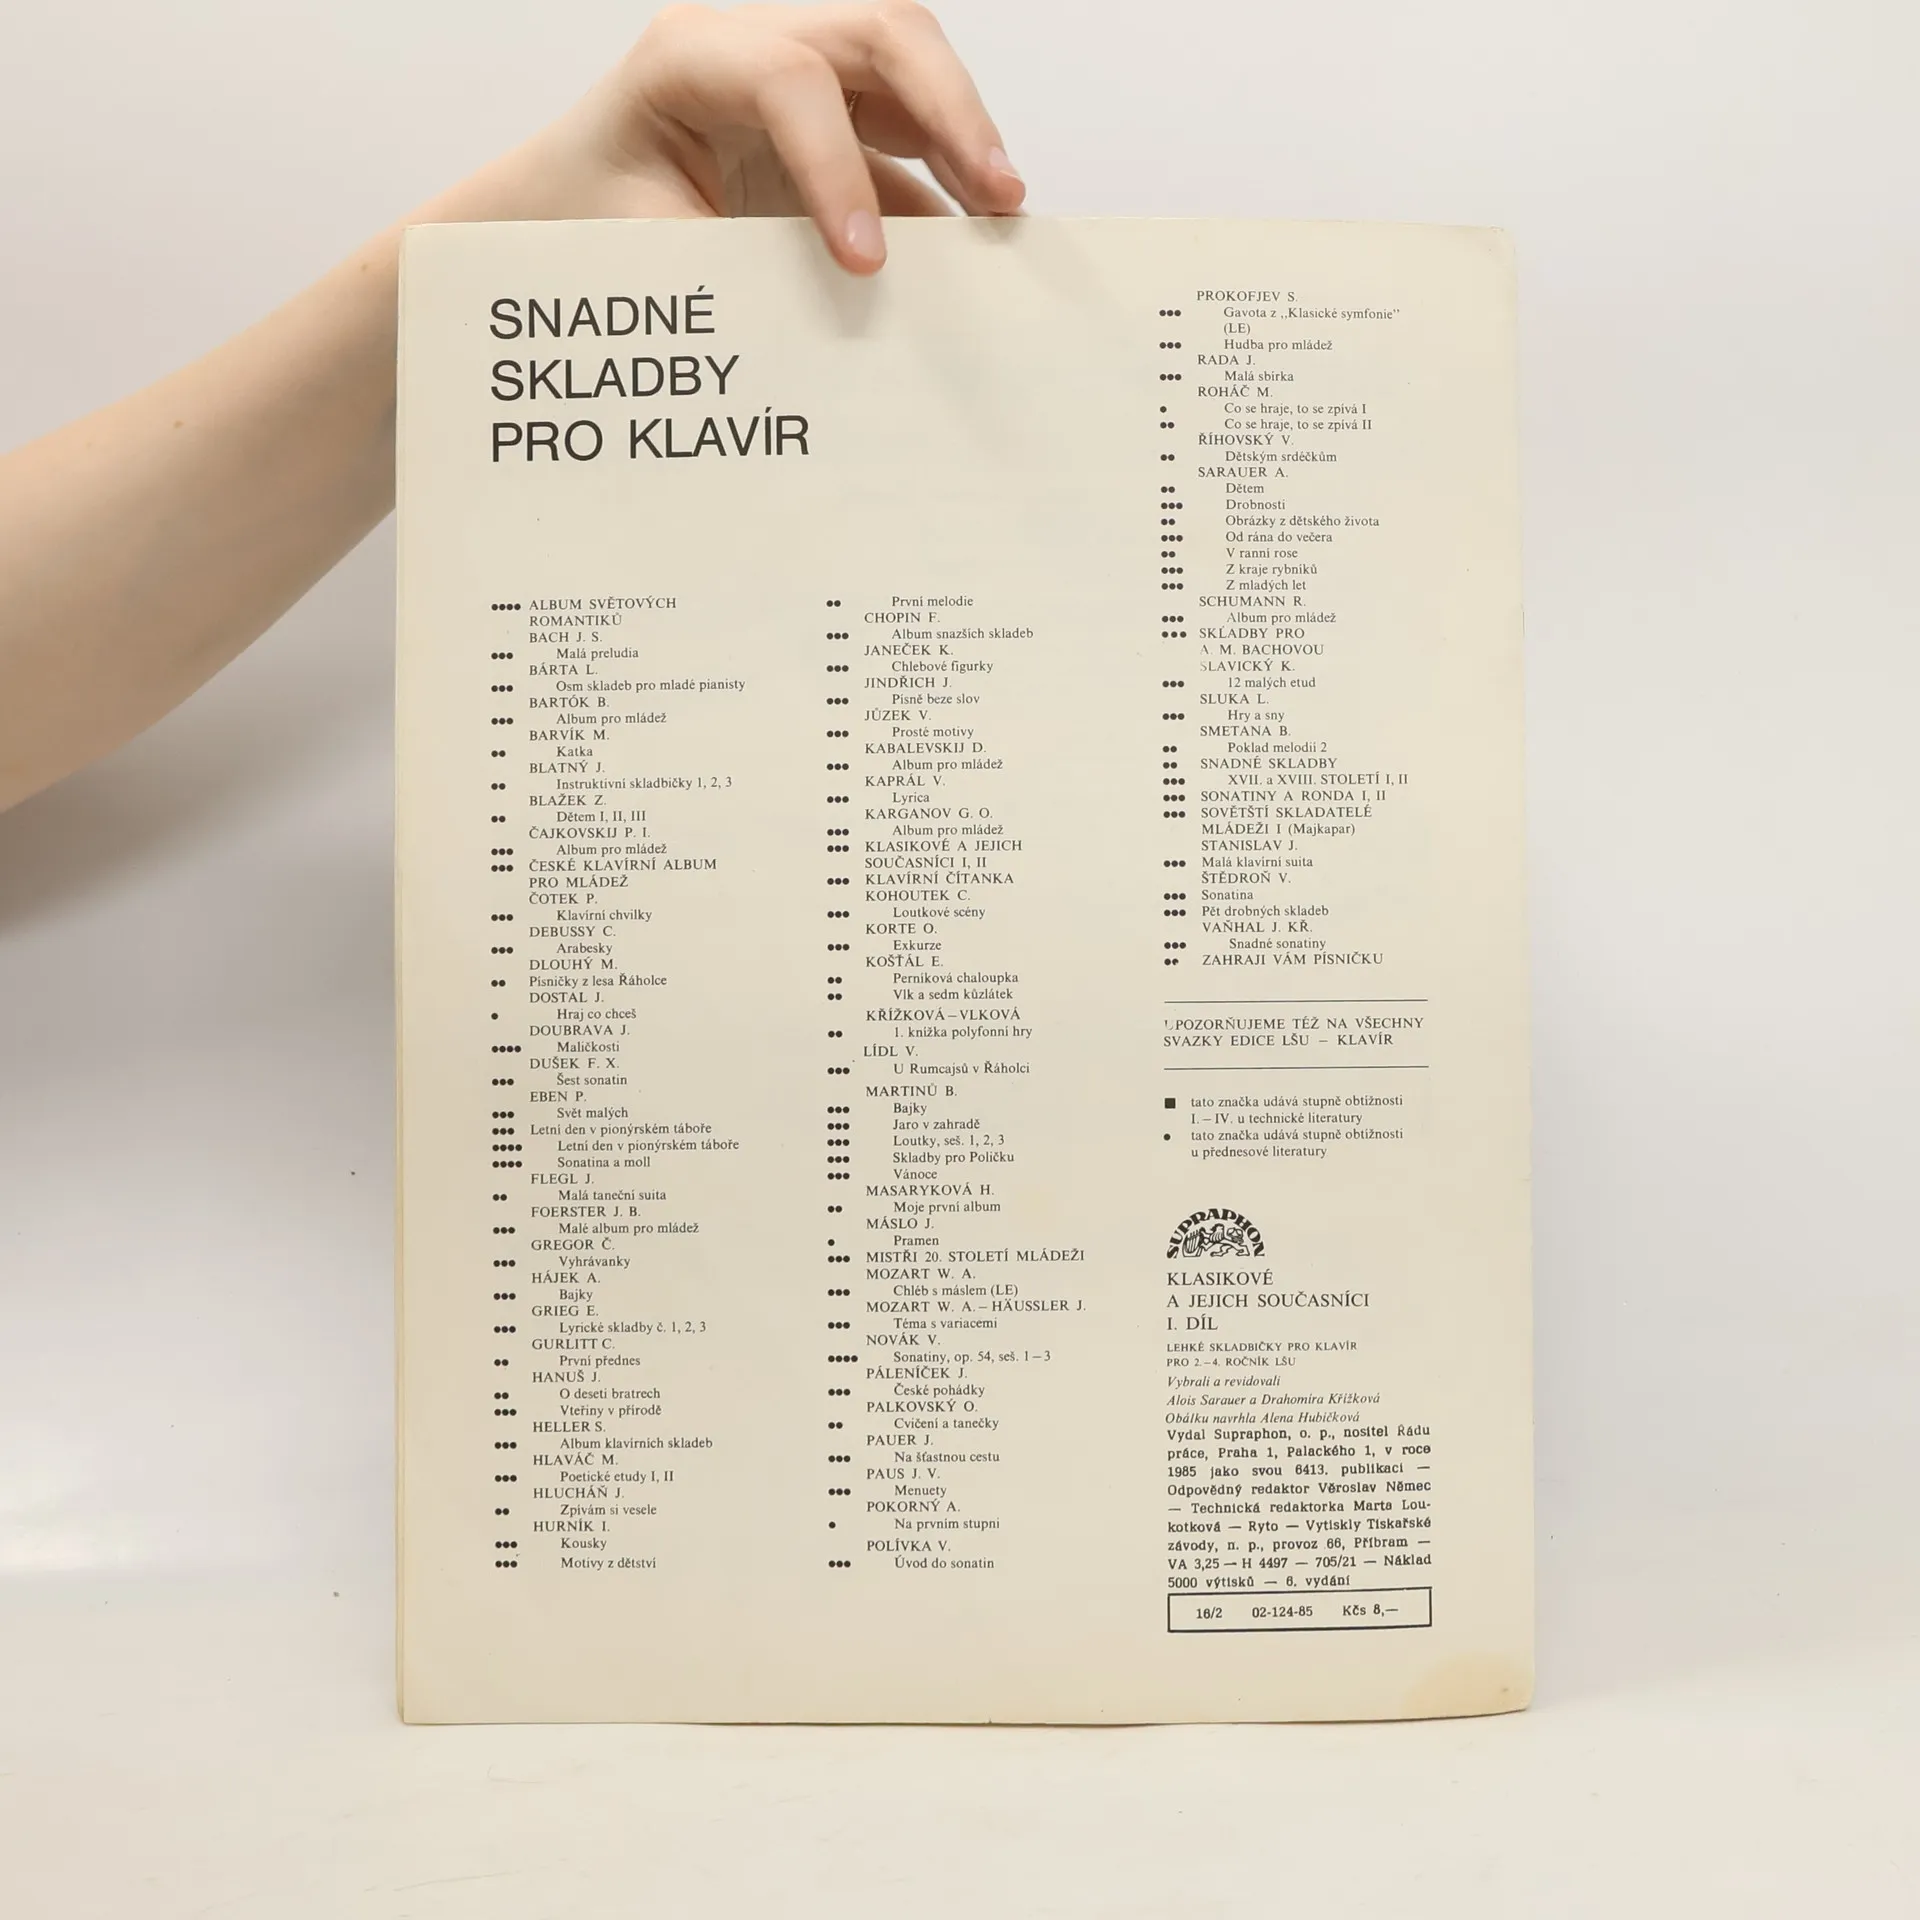 SNADNÉ
SKLADBY
PRO KLAVÍR
•••• ALBUM SVĚTOVÝCH
ROMANTIKŮ
BACH J. S.
••• Malá preludia
BÁRTA L.
••• Osm skladeb pro mladé pianisty
BARTÓK B.
••• Album pro mládež
BARVÍK M.
•• Katka
BLATNÝ J.
•• Instruktivní skladbičky 1, 2, 3
BLAŽEK Z.
•• Dětem I, II, III
ČAJKOVSKIJ P. I.
••• Album pro mládež
••• ČESKÉ KLAVÍRNÍ ALBUM
PRO MLÁDEŽ
ČOTEK P.
••• Klavírní chvilky
DEBUSSY C.
••• Arabesky
DLOUHÝ M.
•• Písničky z lesa Řáholce
DOSTAL J.
• Hraj co chceš
DOUBRAVA J.
•••• Maličkosti
DUŠEK F. X.
••• Šest sonatin
EBEN P.
••• Svět malých
••• Letní den v pionýrském táboře
•••• Letní den v pionýrském táboře
•••• Sonatina a moll
FLEGL J.
•• Malá taneční suita
FOERSTER J. B.
••• Malé album pro mládež
GREGOR Č.
••• Vyhrávanky
HÁJEK A.
••• Bajky
GRIEG E.
••• Lyrické skladby č. 1, 2, 3
GURLITT C.
•• První přednes
HANUŠ J.
•• O deseti bratrech
••• Vteřiny v přírodě
HELLER S.
••• Album klavírních skladeb
HLAVÁČ M.
••• Poetické etudy I, II
HLUCHÁŇ J.
•• Zpívám si vesele
HURNÍK I.
••• Kousky
••• Motivy z dětství
•• První melodie
CHOPIN F.
••• Album snazších skladeb
JANEČEK K.
••• Chlebové figurky
JINDŘICH J.
••• Písně beze slov
JŮZEK V.
••• Prosté motivy
KABALEVSKIJ D.
••• Album pro mládež
KAPRÁL V.
••• Lyrica
KARGANOV G. O.
••• Album pro mládež
••• KLASIKOVÉ A JEJICH
SOUČASNÍCI I, II
••• KLAVÍRNÍ ČÍTANKA
KOHOUTEK C.
••• Loutkové scény
KORTE O.
••• Exkurze
KOŠŤÁL E.
•• Perníková chaloupka
•• Vlk a sedm kůzlátek
KŘÍŽKOVÁ–VLKOVÁ
•• 1. knížka polyfonní hry
LÍDL V.
••• U Rumcajsů v Řáholci
MARTINŮ B.
••• Bajky
••• Jaro v zahradě
••• Loutky, seš. 1, 2, 3
••• Skladby pro Poličku
••• Vánoce
MASARYKOVÁ H.
•• Moje první album
MÁSLO J.
• Pramen
••• MISTŘI 20. STOLETÍ MLÁDEŽI
MOZART W. A.
••• Chléb s máslem (LE)
MOZART W. A.–HÄUSSLER J.
••• Téma s variacemi
NOVÁK V.
•••• Sonatiny, op. 54, seš. 1–3
PÁLENÍČEK J.
••• České pohádky
PALKOVSKÝ O.
•• Cvičení a tanečky
PAUER J.
••• Na šťastnou cestu
PAUS J. V.
••• Menuety
POKORNÝ A.
• Na prvním stupni
POLÍVKA V.
••• Úvod do sonatin
PROKOFJEV S.
••• Gavota z „Klasické symfonie"
(LE)
••• Hudba pro mládež
RADA J.
••• Malá sbírka
ROHÁČ M.
• Co se hraje, to se zpívá I
•• Co se hraje, to se zpívá II
ŘÍHOVSKÝ V.
•• Dětským srdéčkům
SARAUER A.
•• Dětem
••• Drobnosti
•• Obrázky z dětského života
••• Od rána do večera
•• V ranní rose
••• Z kraje rybníků
••• Z mladých let
SCHUMANN R.
••• Album pro mládež
••• SKLADBY PRO
A. M. BACHOVOU
SLAVICKÝ K.
••• 12 malých etud
SLUKA L.
••• Hry a sny
SMETANA B.
•• Poklad melodií 2
•• SNADNÉ SKLADBY
••• XVII. a XVIII. STOLETÍ I, II
••• SONATINY A RONDA I, II
••• SOVĚTŠTÍ SKLADATELÉ
MLÁDEŽI I (Majkapar)
STANISLAV J.
••• Malá klavírní suita
ŠTĚDROŇ V.
••• Sonatina
••• Pět drobných skladeb
VAŇHAL J. KŘ.
••• Snadné sonatiny
•• ZAHRAJI VÁM PÍSNIČKU
UPOZORŇUJEME TÉŽ NA VŠECHNY
SVAZKY EDICE LŠU – KLAVÍR
■ tato značka udává stupně obtížnosti
I.–IV. u technické literatury
• tato značka udává stupně obtížnosti
u přednesové literatury
SUPRAPHON
KLASIKOVÉ
A JEJICH SOUČASNÍCI
I. DÍL
LEHKÉ SKLADBIČKY PRO KLAVÍR
PRO 2.–4. ROČNÍK LŠU
Vybrali a revidovali
Alois Sarauer a Drahomíra Křížková
Obálku navrhla Alena Hubičková
Vydal Supraphon, o. p., nositel Řádu
práce, Praha 1, Palackého 1, v roce
1985 jako svou 6413. publikaci —
Odpovědný redaktor Věroslav Němec
— Technická redaktorka Marta Lou-
kotková — Ryto — Vytiskly Tiskařské
závody, n. p., provoz 66, Příbram —
VA 3,25 — H 4497 — 705/21 — Náklad
5000 výtisků — 6. vydání
16/2 02-124-85 Kčs 8,—